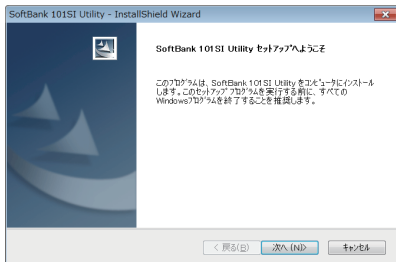 SoftBank 101SI Utility - InstallShield Wizard
SoftBank 101SI Utility ｾｯﾄｱｯﾌﾟへようこそ
このﾌﾟﾛｸﾞﾗﾑは、SoftBank 101SI Utility をｺﾝﾋﾟｭｰﾀにｲﾝｽﾄｰﾙ
します。このｾｯﾄｱｯﾌﾟ ﾌﾟﾛｸﾞﾗﾑを実行する前に、すべての
Windowsﾌﾟﾛｸﾞﾗﾑを終了することを推奨します。
< 戻る(B)
次へ (N)>
ｷｬﾝｾﾙ